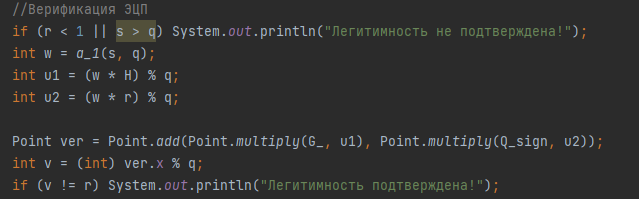 //Верификация ЭЦП
if (r < 1 || s > q) System.out.println("Легитимность не подтверждена!");
int w = a_1(s, q);
int u1 = (w * H) % q;
int u2 = (w * r) % q;
Point ver = Point.add(Point.multiply(G_, u1), Point.multiply(Q_sign, u2));
int v = (int) ver.x % q;
if (v != r) System.out.println("Легитимность подтверждена!");